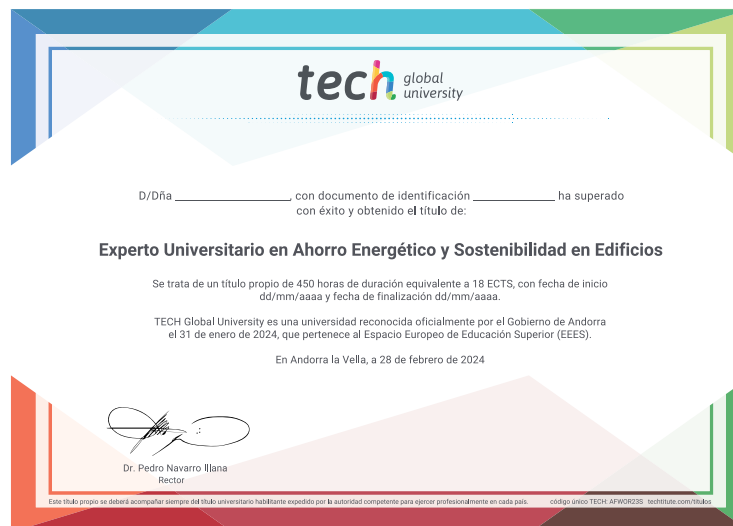 tech global university
D/Dña ____________, con documento de identificación ____________ ha superado
con éxito y obtenido el título de:
Experto Universitario en Ahorro Energético y Sostenibilidad en Edificios
Se trata de un título propio de 450 horas de duración equivalente a 18 ECTS, con fecha de inicio
dd/mm/aaaa y fecha de finalización dd/mm/aaaa.
TECH Global University es una universidad reconocida oficialmente por el Gobierno de Andorra
el 31 de enero de 2024, que pertenece al Espacio Europeo de Educación Superior (EEES).
En Andorra la Vella, a 28 de febrero de 2024
Dr. Pedro Navarro Illana
Rector
Este título propio se deberá acompañar siempre del título universitario habilitante expedido por la autoridad competente para ejercer profesionalmente en cada país. código único TECH: AFWOR23S techtitute.com/titulos